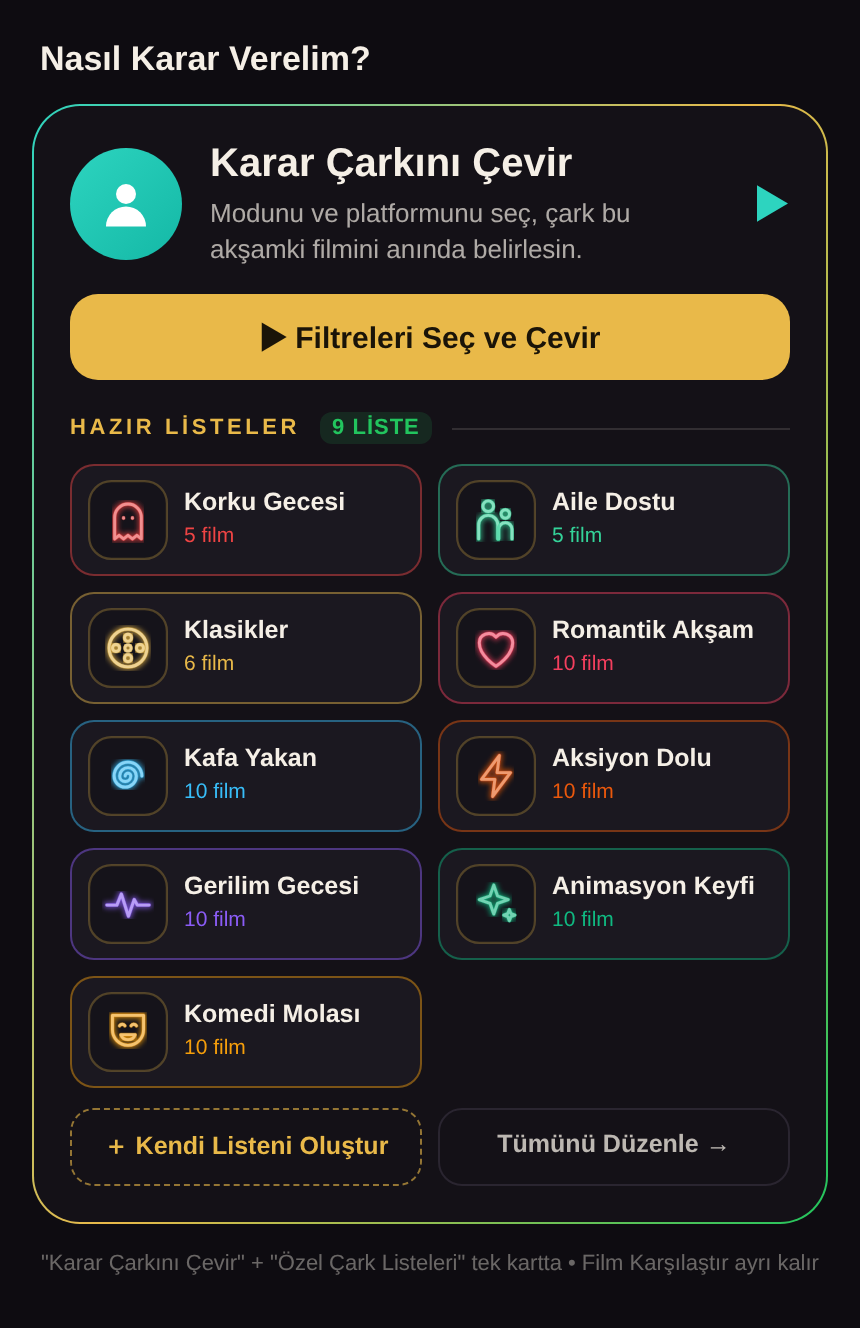 Nasıl Karar Verelim?
Karar Çarkını Çevir
Modunu ve platformunu seç, çark bu
akşamki filmini anında belirlesin.
▶ Filtreleri Seç ve Çevir
HAZIR LİSTELER 9 LİSTE
Korku Gecesi
5 film
Aile Dostu
5 film
Klasikler
6 film
Romantik Akşam
10 film
Kafa Yakan
10 film
Aksiyon Dolu
10 film
Gerilim Gecesi
10 film
Animasyon Keyfi
10 film
Komedi Molası
10 film
+ Kendi Listeni Oluştur
Tümünü Düzenle →
"Karar Çarkını Çevir" + "Özel Çark Listeleri" tek kartta • Film Karşılaştır ayrı kalır